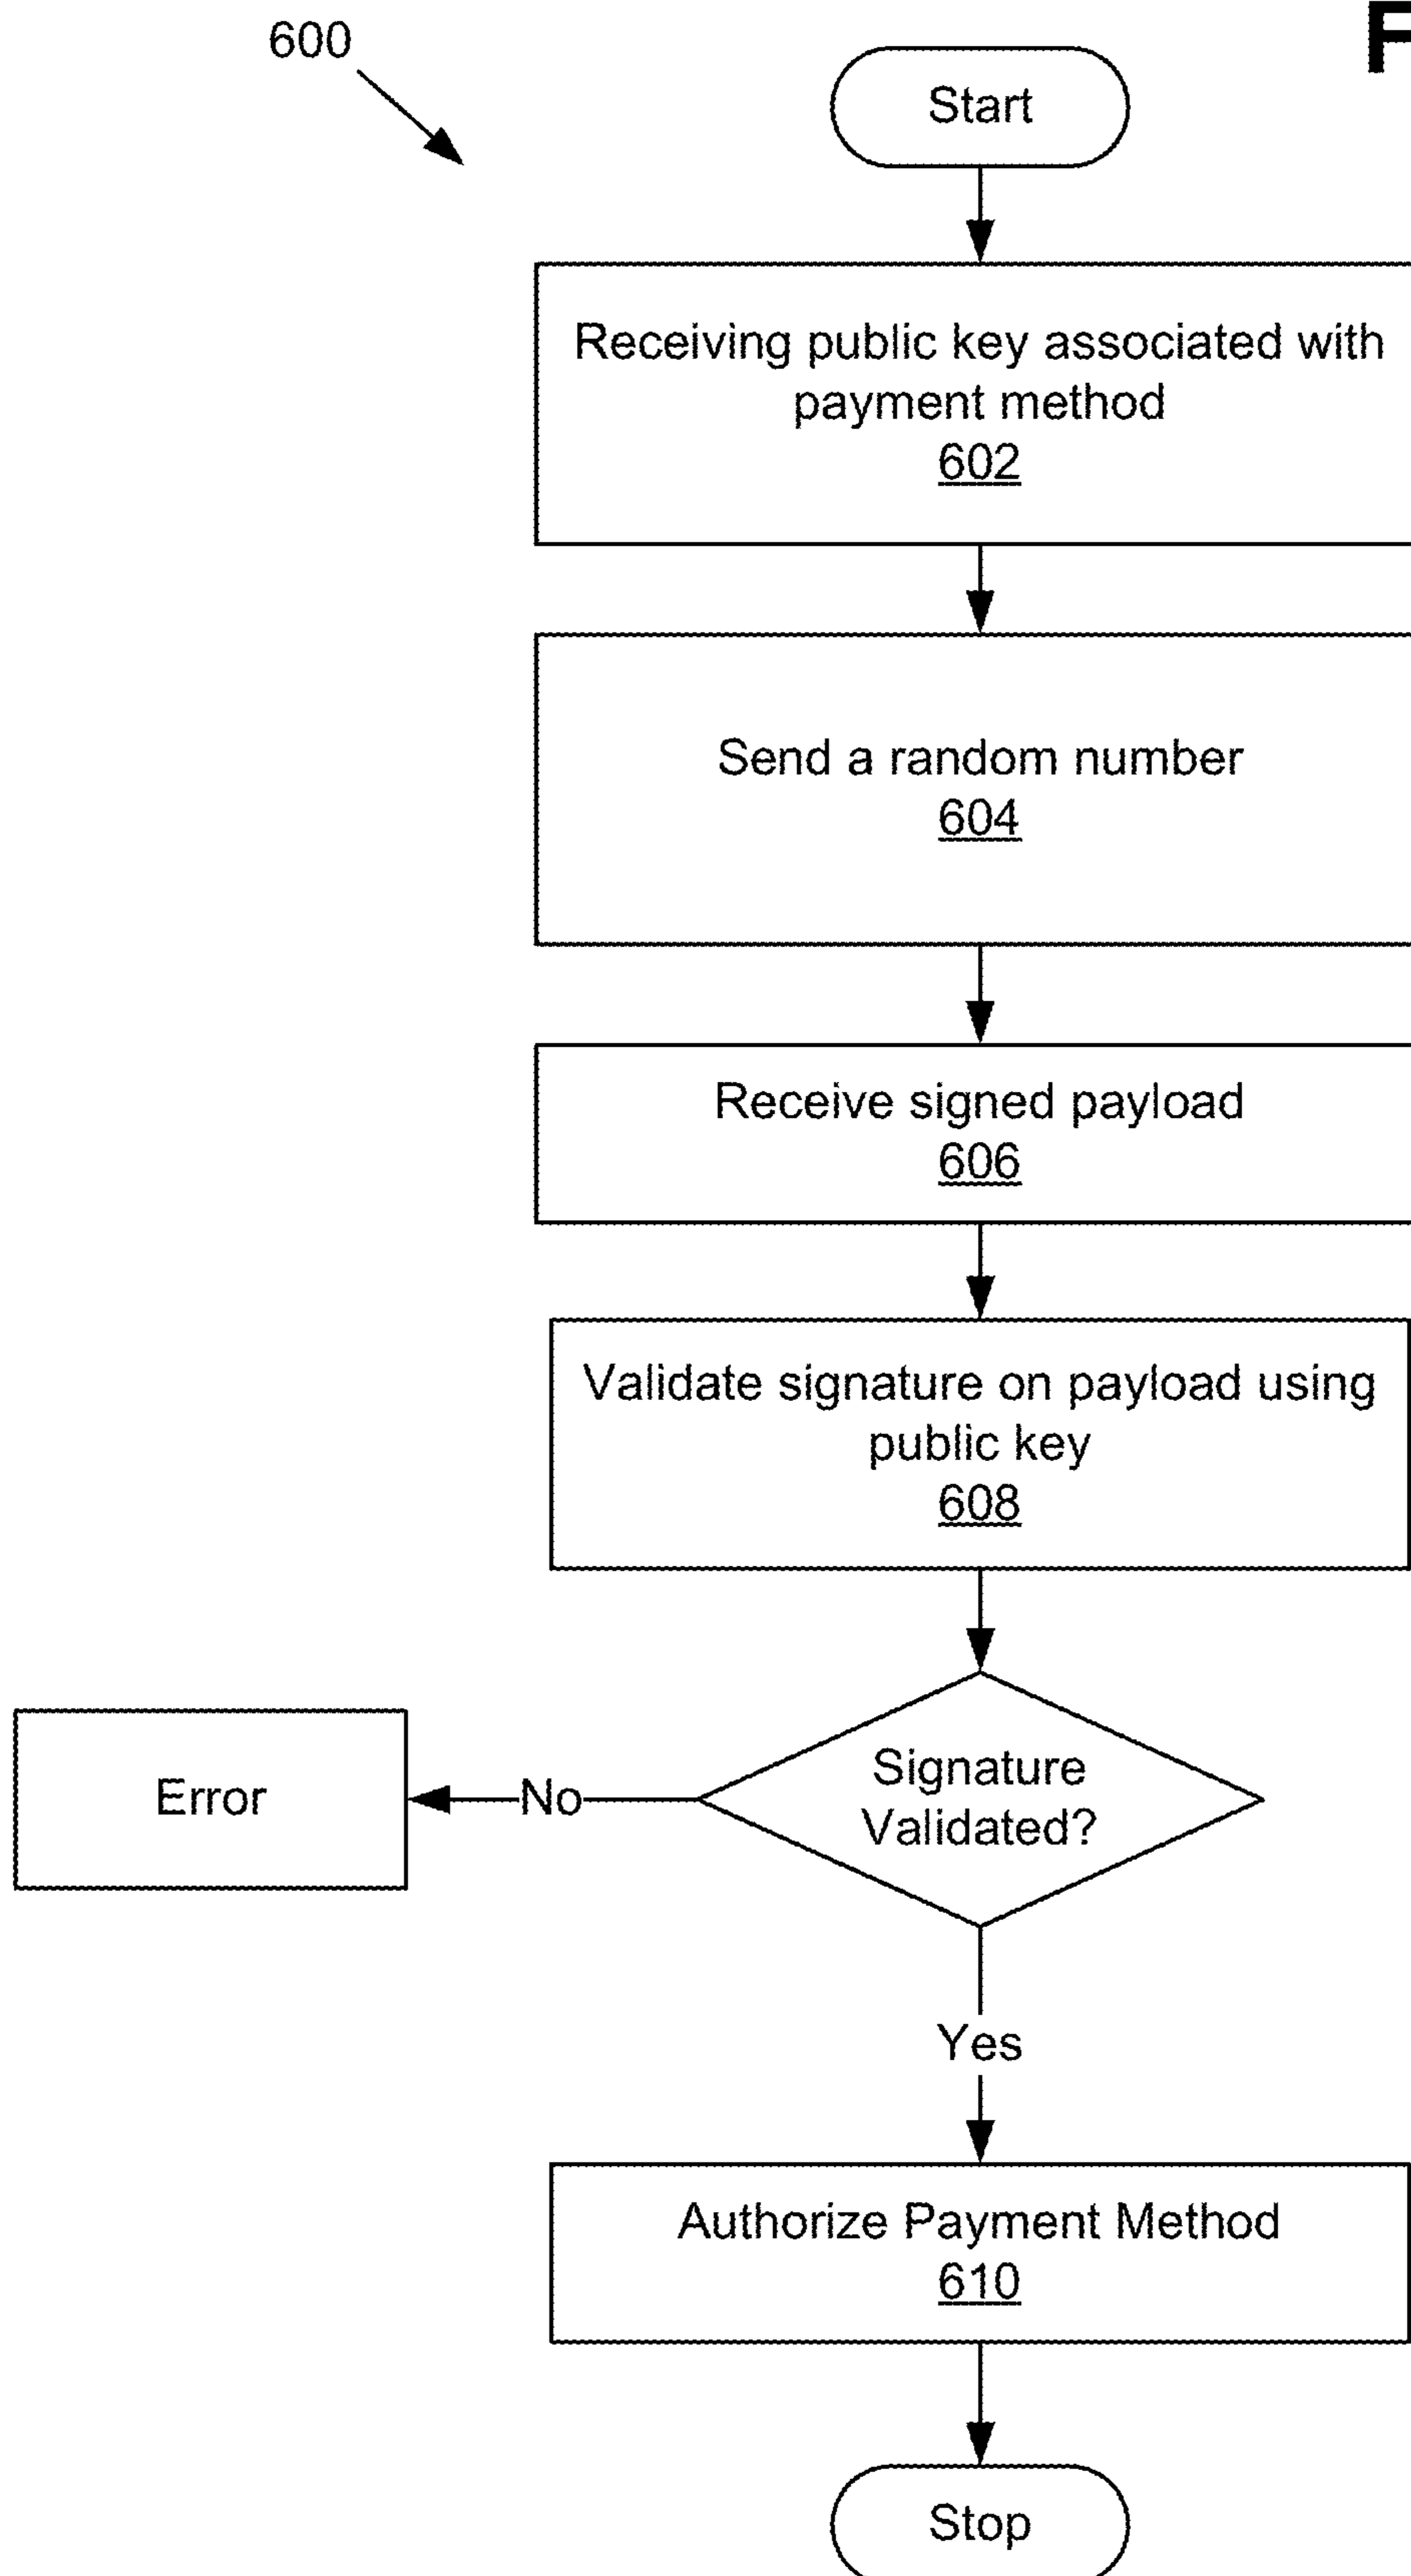 600
F
Start
Receiving public key associated with
payment method
602
Send a random number
604
Receive signed payload
606
Validate signature on payload using
public key
608
Signature
Validated?
No
Error
Yes
Authorize Payment Method
610
Stop